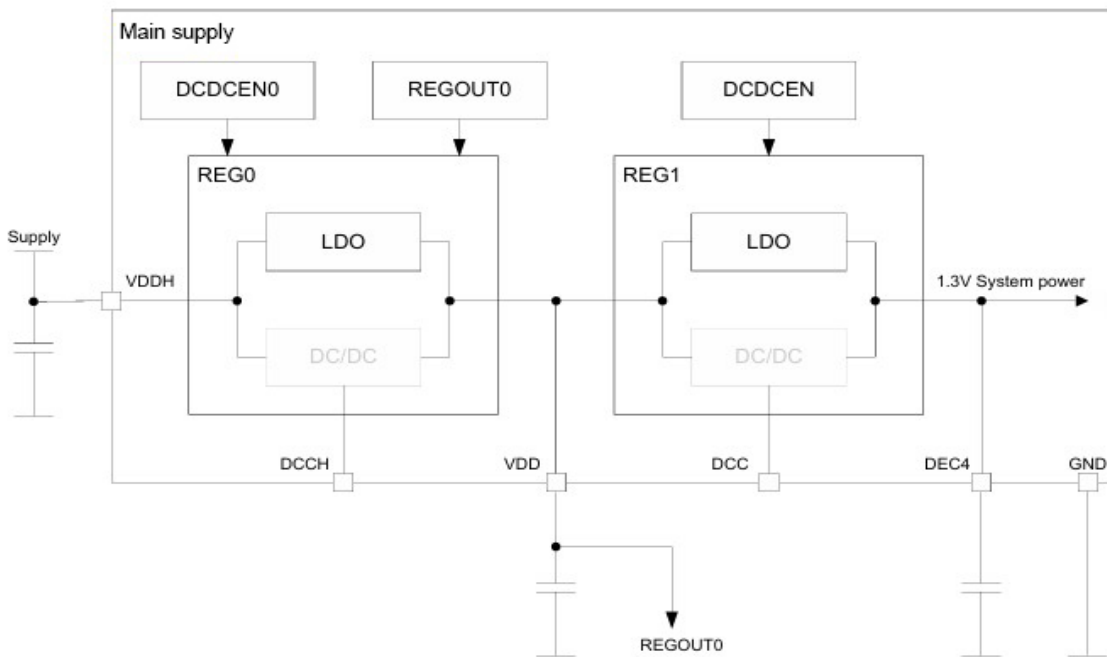 Main supply
DCDCEN0
REGOUT0
DCDCEN
REG0
REG1
LDO
LDO
Supply
VDDH
1.3V System power
DC/DC
DC/DC
DCCH
VDD
DCC
DEC4
GND
REGOUT0